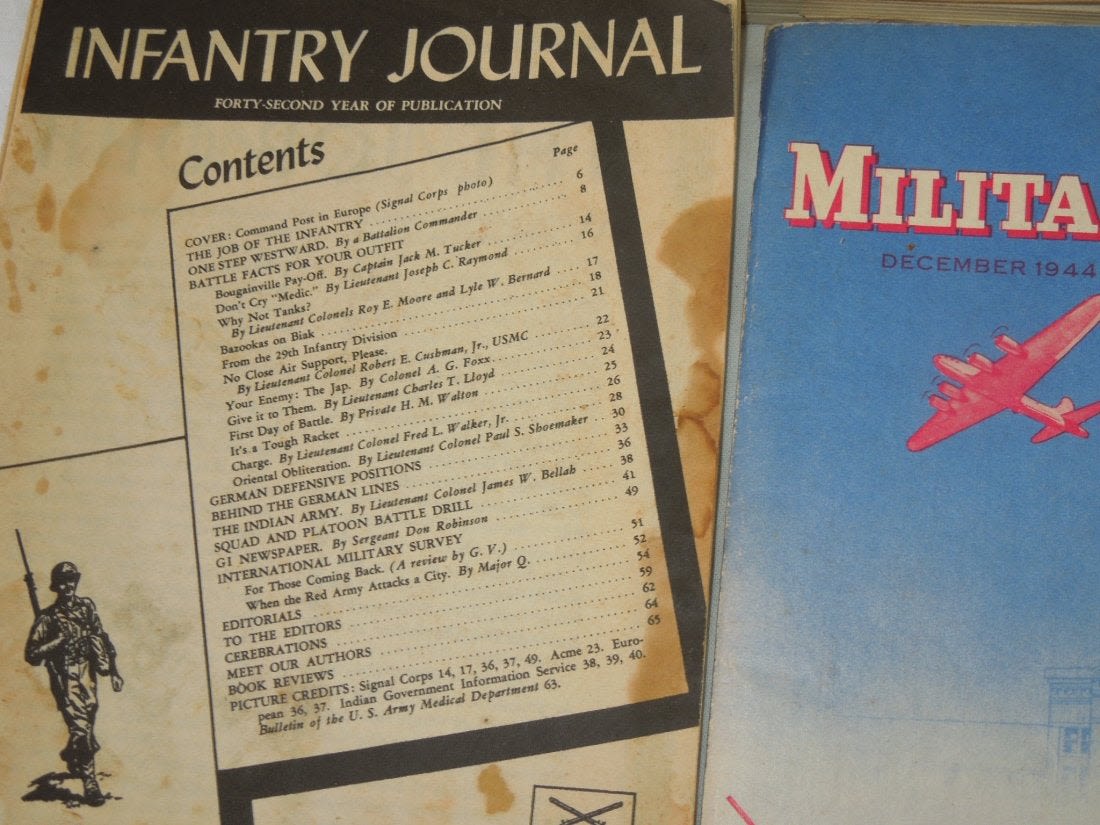 INFANTRY JOURNAL
FORTY-SECOND YEAR OF PUBLICATION
Contents
Page
COVER: Command Post in Europe (Signal Corps photo)
THE JOB OF THE INFANTRY . . . . . . . . . . 6
ONE STEP WESTWARD. By a Battalion Commander . . . . . . . . . . 8
BATTLE FACTS FOR YOUR OUTFIT
Bougainville Pay-Off. By Captain Jack M. Tucker . . . . . . . . . . 14
Don't Cry "Medic." By Lieutenant Joseph C. Raymond . . . . . . . . . . 16
Why Not Tanks?
By Lieutenant Colonels Roy E. Moore and Lyle W. Bernard . . . . 17
Bazookas on Biak . . . . . . . . . . 18
From the 29th Infantry Division . . . . . . . . . . 21
No Close Air Support, Please.
By Lieutenant Colonel Robert E. Cushman, Jr., USMC . . . . 22
Your Enemy: The Jap. By Colonel A. G. Foxx . . . . . . . . . . 23
Give it to Them. By Lieutenant Charles T. Lloyd . . . . . . . . . . 24
First Day of Battle. By Private H. M. Walton . . . . . . . . . . 25
It's a Tough Racket . . . . . . . . . . 26
Charge. By Lieutenant Colonel Fred L. Walker, Jr. . . . . . . . . . . 28
Oriental Obliteration. By Lieutenant Colonel Paul S. Shoemaker 30
GERMAN DEFENSIVE POSITIONS . . . . . . . . . . 33
BEHIND THE GERMAN LINES . . . . . . . . . . 36
THE INDIAN ARMY. By Lieutenant Colonel James W. Bellah . . . . 38
SQUAD AND PLATOON BATTLE DRILL . . . . . . . . . . 41
GI NEWSPAPER. By Sergeant Don Robinson . . . . . . . . . . 49
INTERNATIONAL MILITARY SURVEY
For Those Coming Back. (A review by G. V.) . . . . . . . . . . 51
When the Red Army Attacks a City. By Major Q. . . . . . . . . . . 52
EDITORIALS . . . . . . . . . . 54
TO THE EDITORS . . . . . . . . . . 59
CEREBRATIONS . . . . . . . . . . 62
MEET OUR AUTHORS . . . . . . . . . . 64
BOOK REVIEWS . . . . . . . . . . 65
PICTURE CREDITS: Signal Corps 14, 17, 36, 37, 49. Acme 23. Euro-
pean 36, 37. Indian Government Information Service 38, 39, 40.
Bulletin of the U. S. Army Medical Department 63.
MILITA
DECEMBER 1944